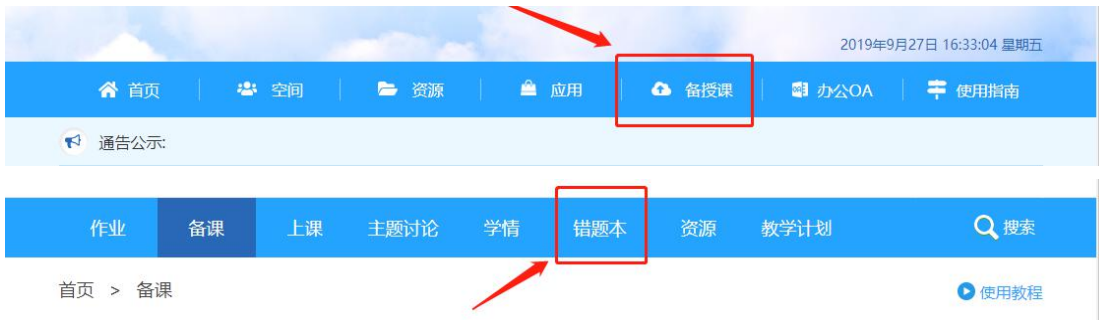 2019年9月27日 16:33:04 星期五
首页 空间 资源 应用 备授课 办公OA 使用指南
通告公示:
作业 备课 上课 主题讨论 学情 错题本 资源 教学计划 搜索
首页 > 备课 使用教程